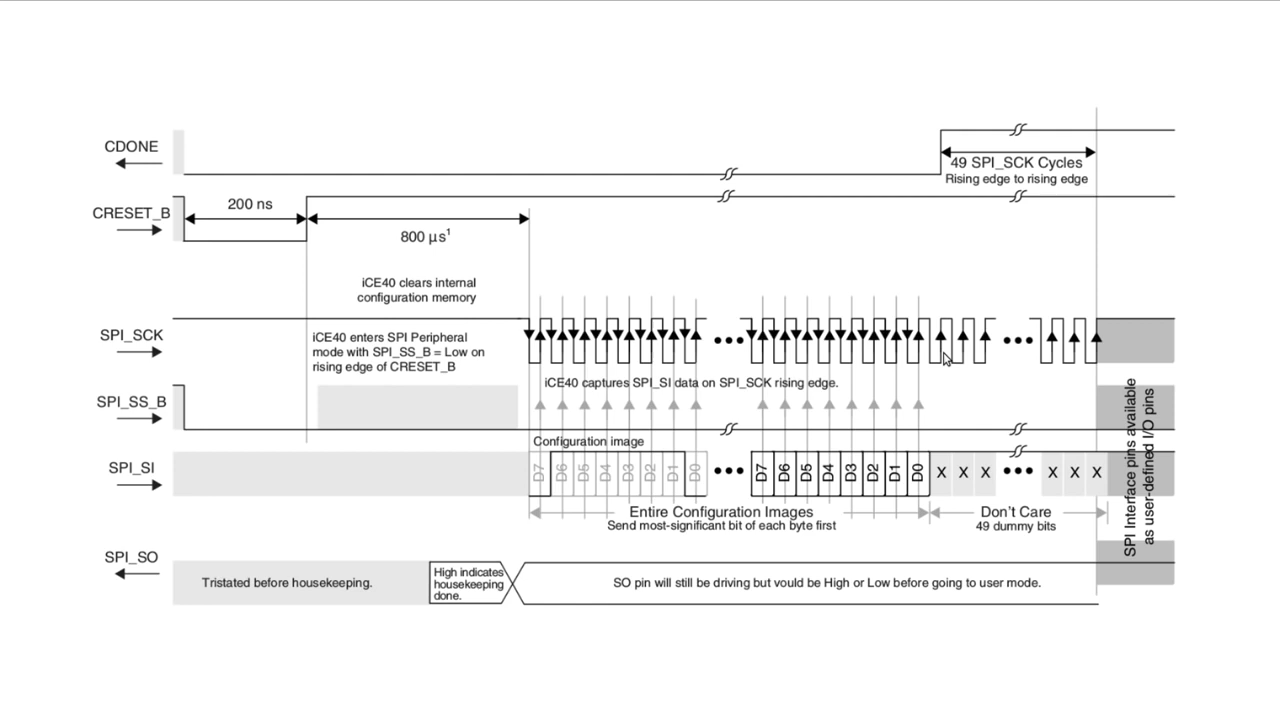 CDONE
49 SPI_SCK Cycles
Rising edge to rising edge
CRESET_B
200 ns
800 µs¹
iCE40 clears internal
configuration memory
SPI_SCK
iCE40 enters SPI Peripheral
mode with SPI_SS_B = Low on
rising edge of CRESET_B
iCE40 captures SPI_SI data on SPI_SCK rising edge.
SPI_SS_B
Configuration image
SPI_SI
D7 D6 D5 D4 D3 D2 D1 D0 ••• D7 D6 D5 D4 D3 D2 D1 D0 X X X ••• X X X
Entire Configuration Images
Send most-significant bit of each byte first
Don't Care
49 dummy bits
SPI Interface pins available
as user-defined I/O pins
SPI_SO
Tristated before housekeeping.
High indicates
housekeeping
done.
SO pin will still be driving but vould be High or Low before going to user mode.